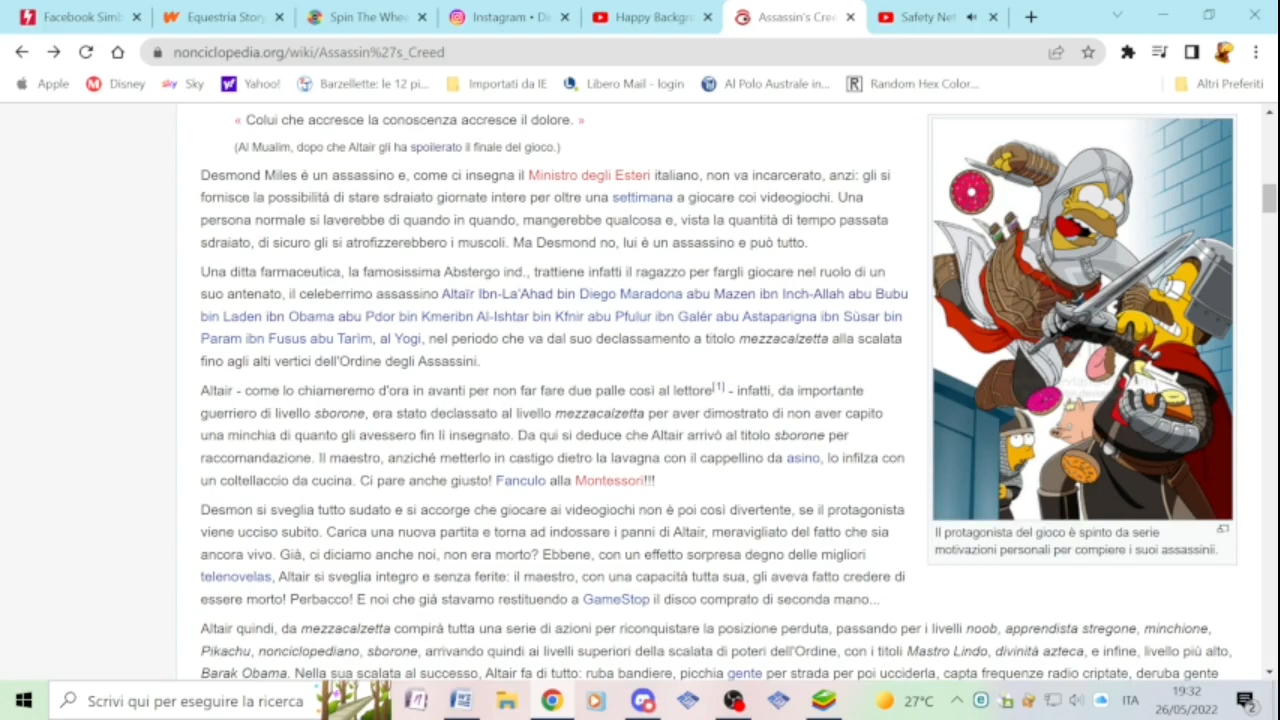 Facebook Simb
Equestria Story
Spin The Whee
Instagram • Di
Happy Backgro
Assassin's Cree
Safety Net
nonciclopedia.org/wiki/Assassin%27s_Creed
Apple
Disney
sky Sky
Yahoo!
Barzellette: le 12 pi...
Importati da IE
Libero Mail - login
Al Polo Australe in...
Random Hex Color...
Altri Preferiti
« Colui che accresce la conoscenza accresce il dolore. »
(Al Mualim, dopo che Altair gli ha spoilerato il finale del gioco.)
Desmond Miles è un assassino e, come ci insegna il Ministro degli Esteri italiano, non va incarcerato, anzi: gli si
fornisce la possibilità di stare sdraiato giornate intere per oltre una settimana a giocare coi videogiochi. Una
persona normale si laverebbe di quando in quando, mangerebbe qualcosa e, vista la quantità di tempo passata
sdraiato, di sicuro gli si atrofizzerebbero i muscoli. Ma Desmond no, lui è un assassino e può tutto.
Una ditta farmaceutica, la famosissima Abstergo ind., trattiene infatti il ragazzo per fargli giocare nel ruolo di un
suo antenato, il celeberrimo assassino Altaïr Ibn-La'Ahad bin Diego Maradona abu Mazen ibn Inch-Allah abu Bubu
bin Laden ibn Obama abu Pdor bin Kmeribn Al-Ishtar bin Kfnir abu Pfulur ibn Galér abu Astaparigna ibn Sùsar bin
Param ibn Fusus abu Tarìm, al Yogi, nel periodo che va dal suo declassamento a titolo mezzacalzetta alla scalata
fino agli alti vertici dell'Ordine degli Assassini.
Altair - come lo chiameremo d'ora in avanti per non far fare due palle così al lettore[1] - infatti, da importante
guerriero di livello sborone, era stato declassato al livello mezzacalzetta per aver dimostrato di non aver capito
una minchia di quanto gli avessero fin lì insegnato. Da qui si deduce che Altair arrivò al titolo sborone per
raccomandazione. Il maestro, anziché metterlo in castigo dietro la lavagna con il cappellino da asino, lo infilza con
un coltellaccio da cucina. Ci pare anche giusto! Fanculo alla Montessori!!!
Desmon si sveglia tutto sudato e si accorge che giocare ai videogiochi non è poi così divertente, se il protagonista
viene ucciso subito. Carica una nuova partita e torna ad indossare i panni di Altair, meravigliato del fatto che sia
ancora vivo. Già, ci diciamo anche noi, non era morto? Ebbene, con un effetto sorpresa degno delle migliori
telenovelas, Altair si sveglia integro e senza ferite: il maestro, con una capacità tutta sua, gli aveva fatto credere di
essere morto! Perbacco! E noi che già stavamo restituendo a GameStop il disco comprato di seconda mano...
Altair quindi, da mezzacalzetta compirà tutta una serie di azioni per riconquistare la posizione perduta, passando per i livelli noob, apprendista stregone, minchione,
Pikachu, nonciclopediano, sborone, arrivando quindi ai livelli superiori della scalata di poteri dell'Ordine, con i titoli Mastro Lindo, divinità azteca, e infine, livello più alto,
Barak Obama. Nella sua scalata al successo, Altair fa di tutto: ruba bandiere, picchia gente per strada per poi ucciderla, capta frequenze radio criptate, deruba gente
Il protagonista del gioco è spinto da serie
motivazioni personali per compiere i suoi assassinii.
Scrivi qui per eseguire la ricerca
27°C
ITA
19:32
26/05/2022
2